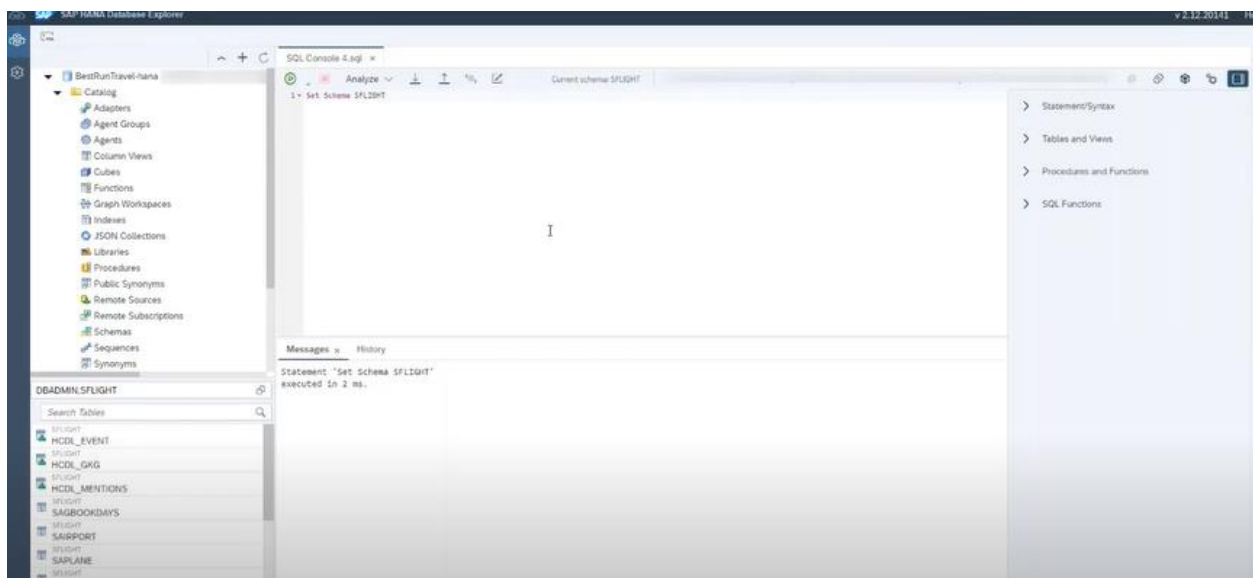 SAP SAP HANA Database Explorer
v 2.12.20141
SQL Console 4.sql ×
BestRunTravel-hana
Analyze
Current schema: SFLIGHT
Catalog
1 Set Schema SFLIGHT
Adapters
Agent Groups
Agents
Column Views
Cubes
Functions
Graph Workspaces
Indexes
JSON Collections
Libraries
Procedures
Public Synonyms
Remote Sources
Remote Subscriptions
Schemas
Sequences
Synonyms
Statement/Syntax
Tables and Views
Procedures and Functions
SQL Functions
Messages × History
Statement 'Set Schema SFLIGHT'
executed in 2 ms.
DBADMIN.SFLIGHT
Search Tables
SFLIGHT
HCDL_EVENT
SFLIGHT
HCDL_GKG
SFLIGHT
HCDL_MENTIONS
SFLIGHT
SAGBOOKDAYS
SFLIGHT
SAIRPORT
SFLIGHT
SAPLANE
SFLIGHT